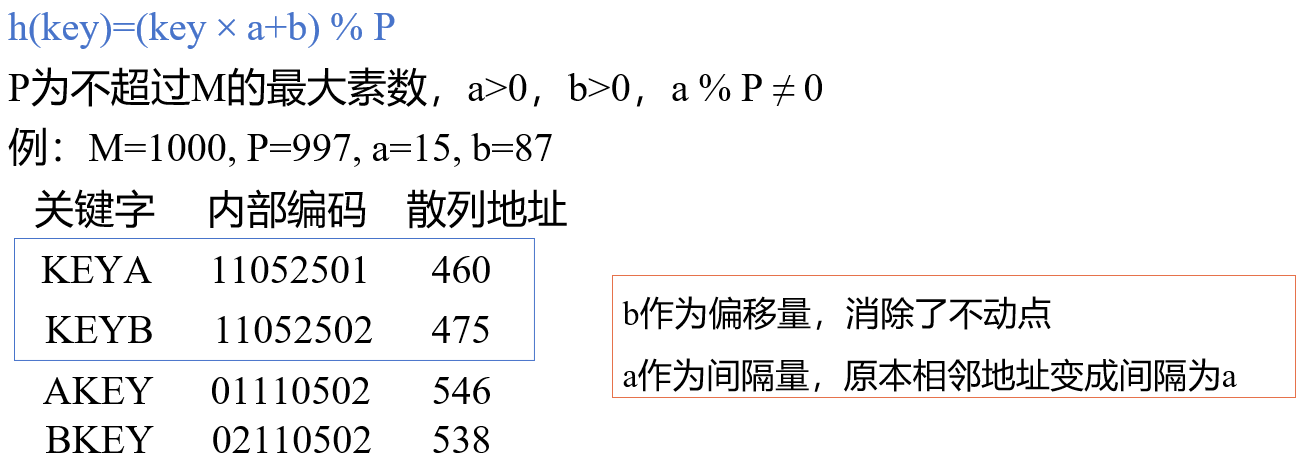 h(key)=(key × a+b) % P
P为不超过M的最大素数，a>0，b>0，a % P ≠ 0
例：M=1000, P=997, a=15, b=87
关键字 内部编码 散列地址
KEYA 11052501 460
KEYB 11052502 475
AKEY 01110502 546
BKEY 02110502 538
b作为偏移量，消除了不动点
a作为间隔量，原本相邻地址变成间隔为a